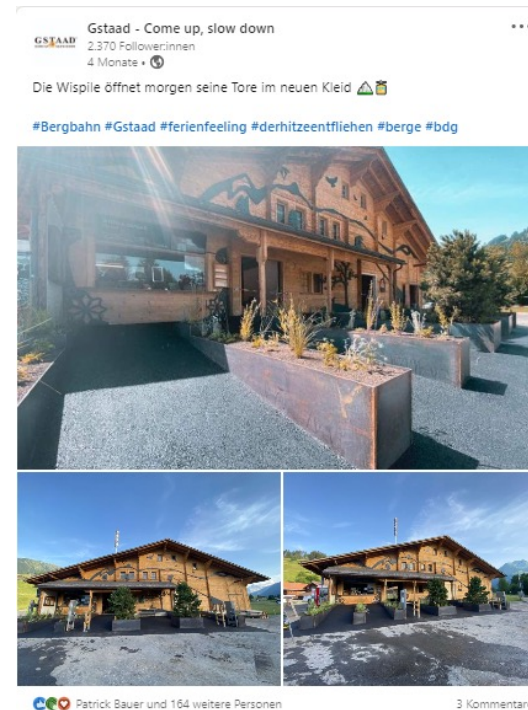 GSTAAD
Gstaad - Come up, slow down
2.370 Follower:innen
4 Monate •
Die Wispile öffnet morgen seine Tore im neuen Kleid
#Bergbahn #Gstaad #ferienfeeling #derhitzeentfliehen #berge #bdg
Patrick Bauer und 164 weitere Personen
3 Kommentare